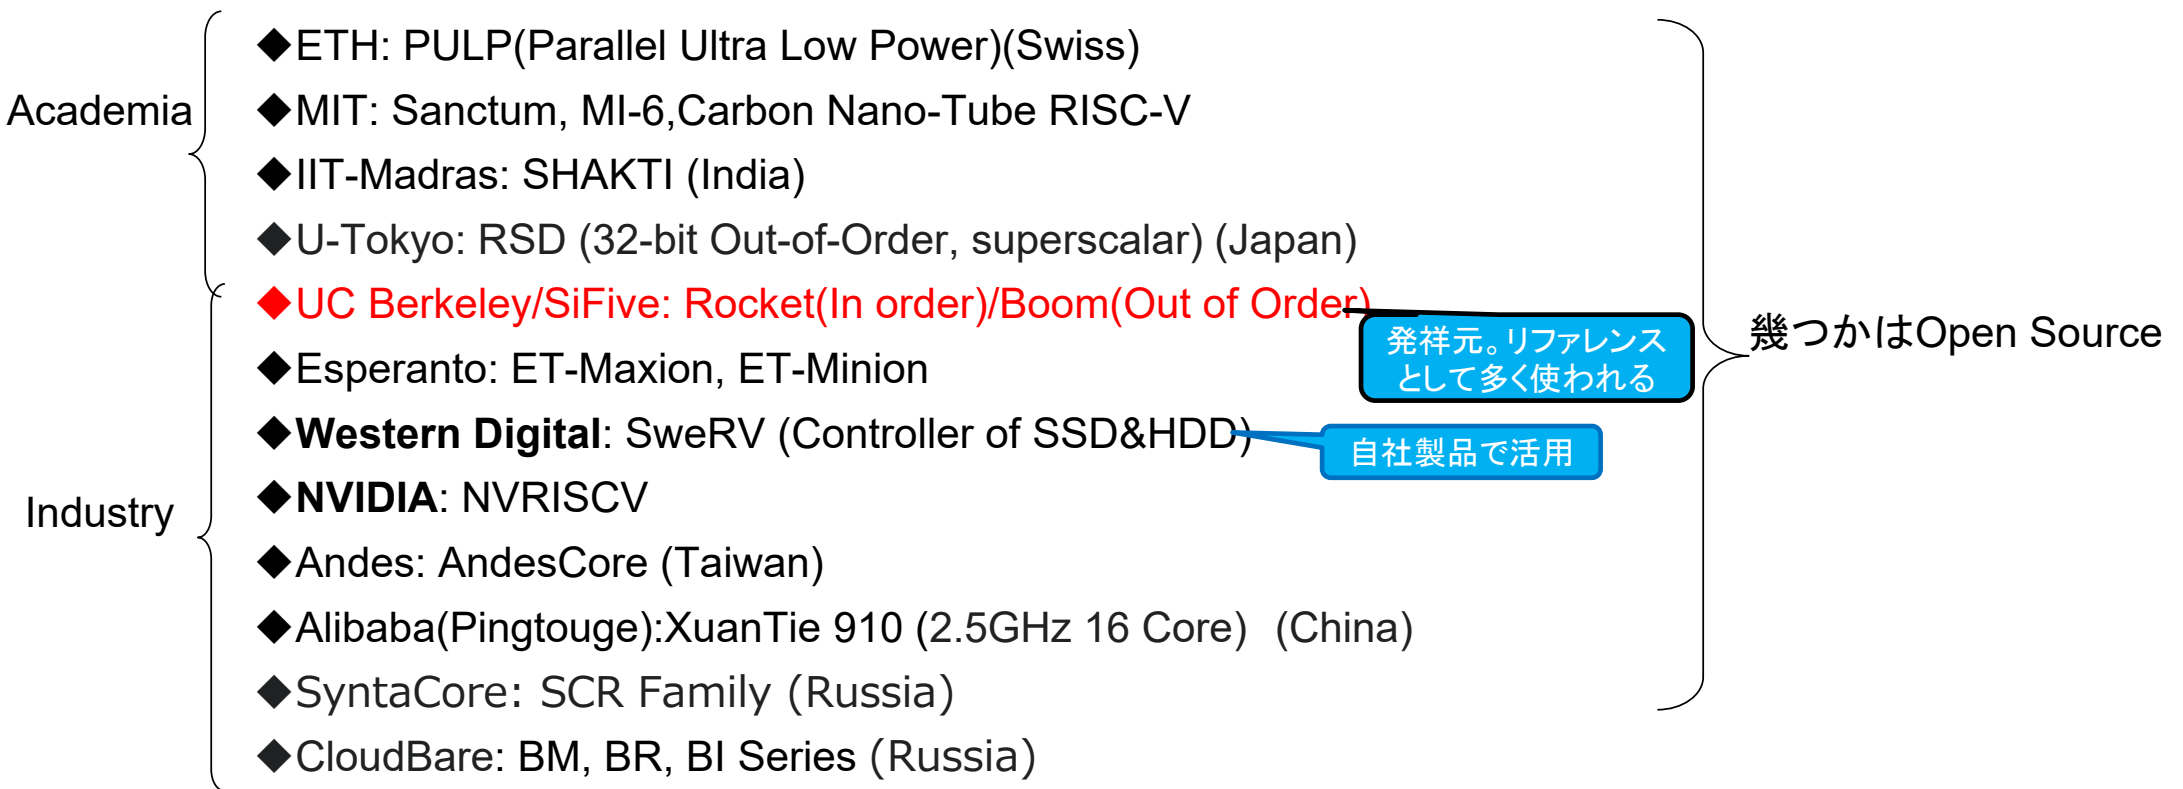 Academia
◆ETH: PULP(Parallel Ultra Low Power)(Swiss)
◆MIT: Sanctum, MI-6,Carbon Nano-Tube RISC-V
◆IIT-Madras: SHAKTI (India)
◆U-Tokyo: RSD (32-bit Out-of-Order, superscalar) (Japan)
Industry
◆UC Berkeley/SiFive: Rocket(In order)/Boom(Out of Order)
発祥元。リファレンス
として多く使われる
◆Esperanto: ET-Maxion, ET-Minion
◆Western Digital: SweRV (Controller of SSD&HDD)
自社製品で活用
◆NVIDIA: NVRISCV
◆Andes: AndesCore (Taiwan)
◆Alibaba(Pingtouge):XuanTie 910 (2.5GHz 16 Core) (China)
◆SyntaCore: SCR Family (Russia)
◆CloudBare: BM, BR, BI Series (Russia)
幾つかはOpen Source